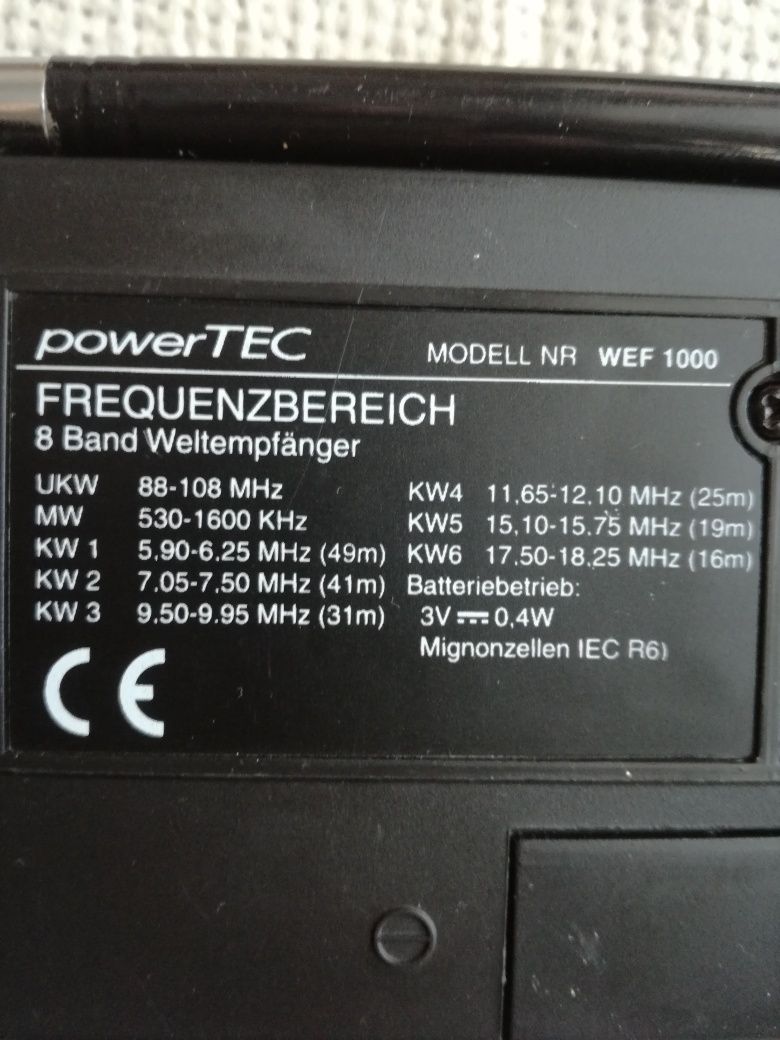 powerTEC MODELL NR WEF 1000
FREQUENZBEREICH
8 Band Weltempfänger
UKW 88-108 MHz
MW 530-1600 KHz
KW 1 5.90-6.25 MHz (49m)
KW 2 7.05-7.50 MHz (41m)
KW 3 9.50-9.95 MHz (31m)
KW4 11,65-12.10 MHz (25m)
KW5 15,10-15.75 MHz (19m)
KW6 17.50-18.25 MHz (16m)
Batteriebetrieb:
3V ⎓ 0,4W
Mignonzellen IEC R6)
CE